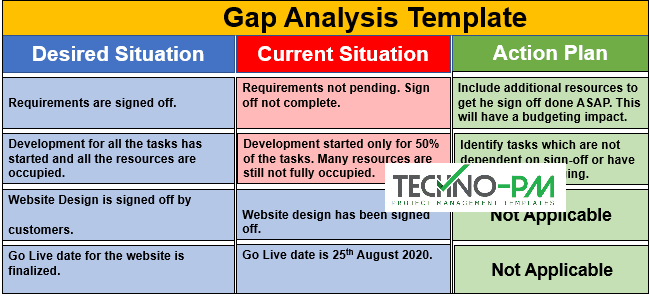 Gap Analysis Template
Desired Situation
Current Situation
Action Plan
Requirements are signed off.
Requirements not pending. Sign
off not complete.
Include additional resources to
get he sign off done ASAP. This
will have a budgeting impact.
Development for all the tasks has
started and all the resources are
occupied.
Development started only for 50%
of the tasks. Many resources are
still not fully occupied.
Identify tasks which are not
dependent on sign-off or have
TECHNO-PM
PROJECT MANAGEMENT TEMPLATES
Website Design is signed off by
customers.
Website design has been signed
off.
Not Applicable
Go Live date for the website is
finalized.
Go Live date is 25th August 2020.
Not Applicable